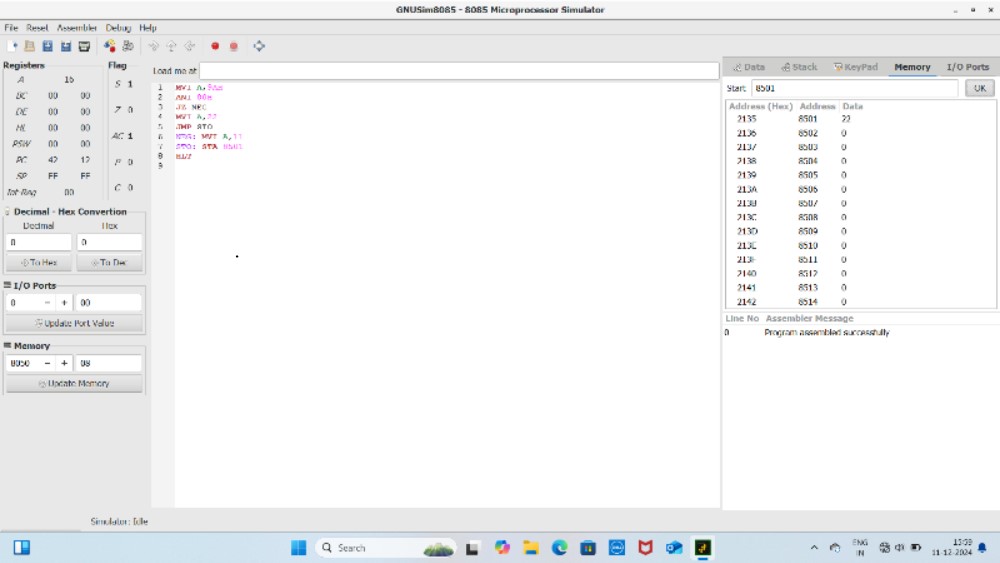 GNUSim8085 - 8085 Microprocessor Simulator
File Reset Assembler Debug Help
Registers
Flag
A 16
BC 00 00
DE 00 00
HL 00 00
PSW 00 00
PC 42 12
SP FF FF
Int-Reg 00
S 1
Z 0
AC 1
P 0
C 0
Decimal - Hex Convertion
Decimal Hex
0 0
To Hex To Dec
I/O Ports
0 - + 00
Update Port Value
Memory
8050 - + 08
Update Memory
Load me at
1 MVI A,
2 ANI 80H
3 JZ
4 MVI A,22
5 JMP STO
6 MVI A,11
7 STO: STA 8501
8 HLT
9
Data Stack KeyPad Memory I/O Ports
Start 8501 OK
Address (Hex) Address Data
2135 8501 22
2136 8502 0
2137 8503 0
2138 8504 0
2139 8505 0
213A 8506 0
213B 8507 0
213C 8508 0
213D 8509 0
213E 8510 0
213F 8511 0
2140 8512 0
2141 8513 0
2142 8514 0
Line No Assembler Message
0 Program assembled successfully
Simulator: Idle
Search
ENG
IN
11-12-2024